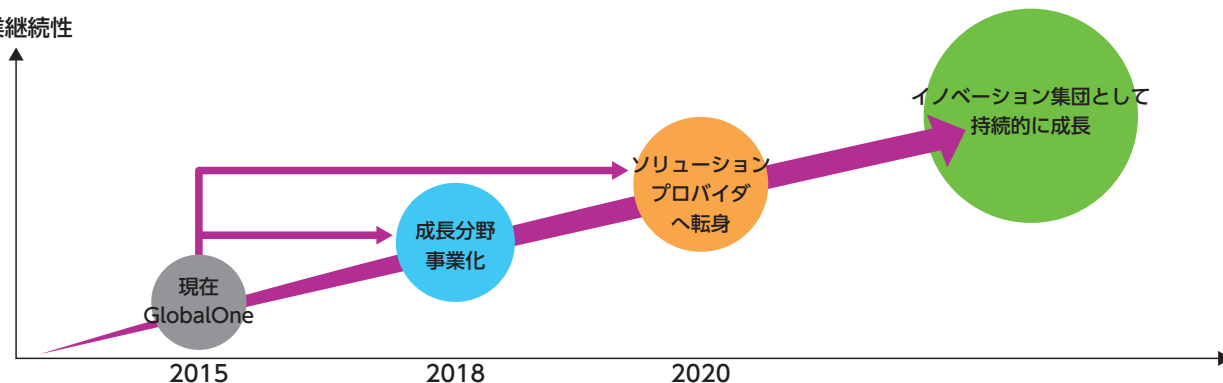 業継続性
イノベーション集団として
持続的に成長
ソリューション
プロバイダ
へ転身
成長分野
事業化
現在
GlobalOne
2015
2018
2020